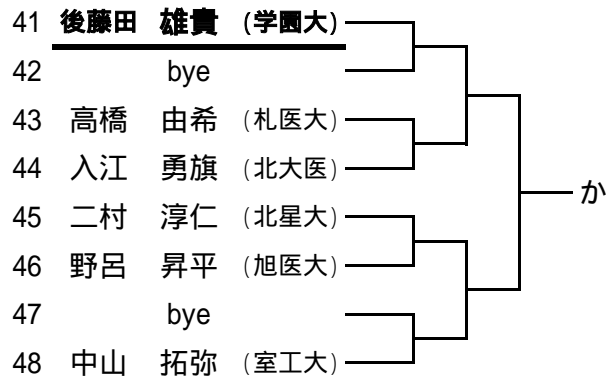 41 後藤田 雄貴 (学園大)
42 bye
43 高橋 由希 (札医大)
44 入江 勇旗 (北大医)
か
45 二村 淳仁 (北星大)
46 野呂 昇平 (旭医大)
47 bye
48 中山 拓弥 (室工大)